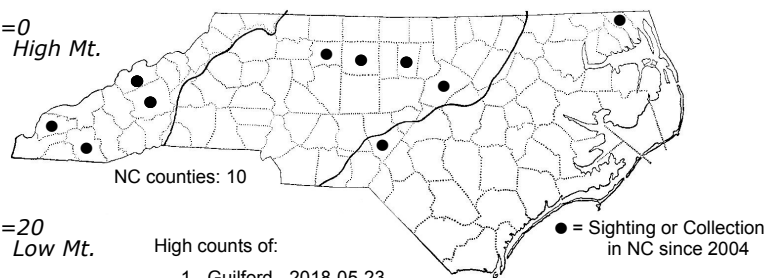 =0
High Mt.
NC counties: 10
=20
Low Mt.
High counts of:
● = Sighting or Collection
in NC since 2004
1 - Guilford - 2018-05-23